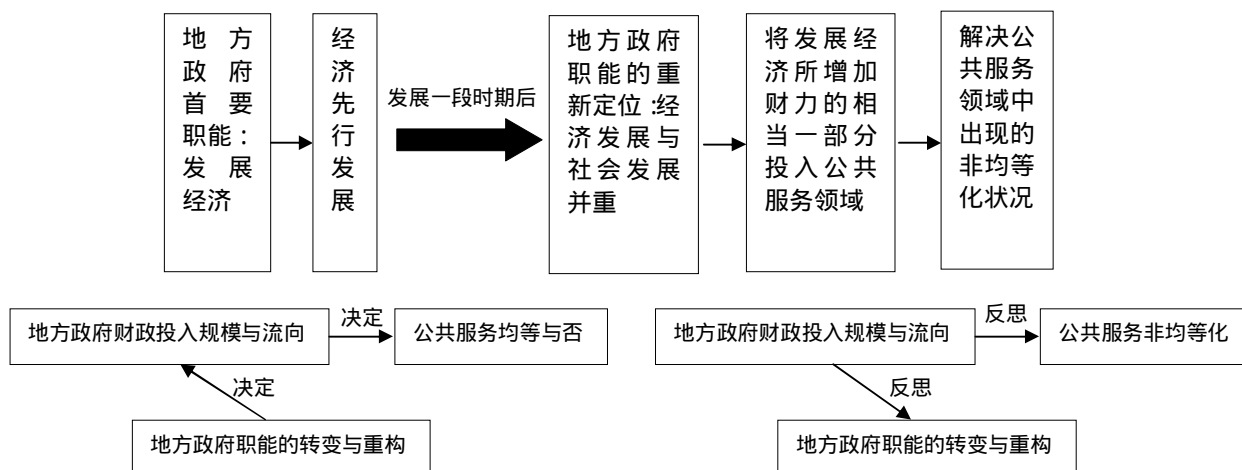 地方
政府
首要
职能：
发展
经济
经
济
先
行
发
展
发展一段时期后
地方政府
职能的重
新定位：经
济发展与
社会发展
并重
将发展经
济所增加
财力的相
当一部分
投入公共
服务领域
解决公
共服务
领域中
出现的
非均等
化状况
地方政府财政投入规模与流向
决定
公共服务均等与否
决定
地方政府职能的转变与重构
地方政府财政投入规模与流向
反思
公共服务非均等化
反思
地方政府职能的转变与重构